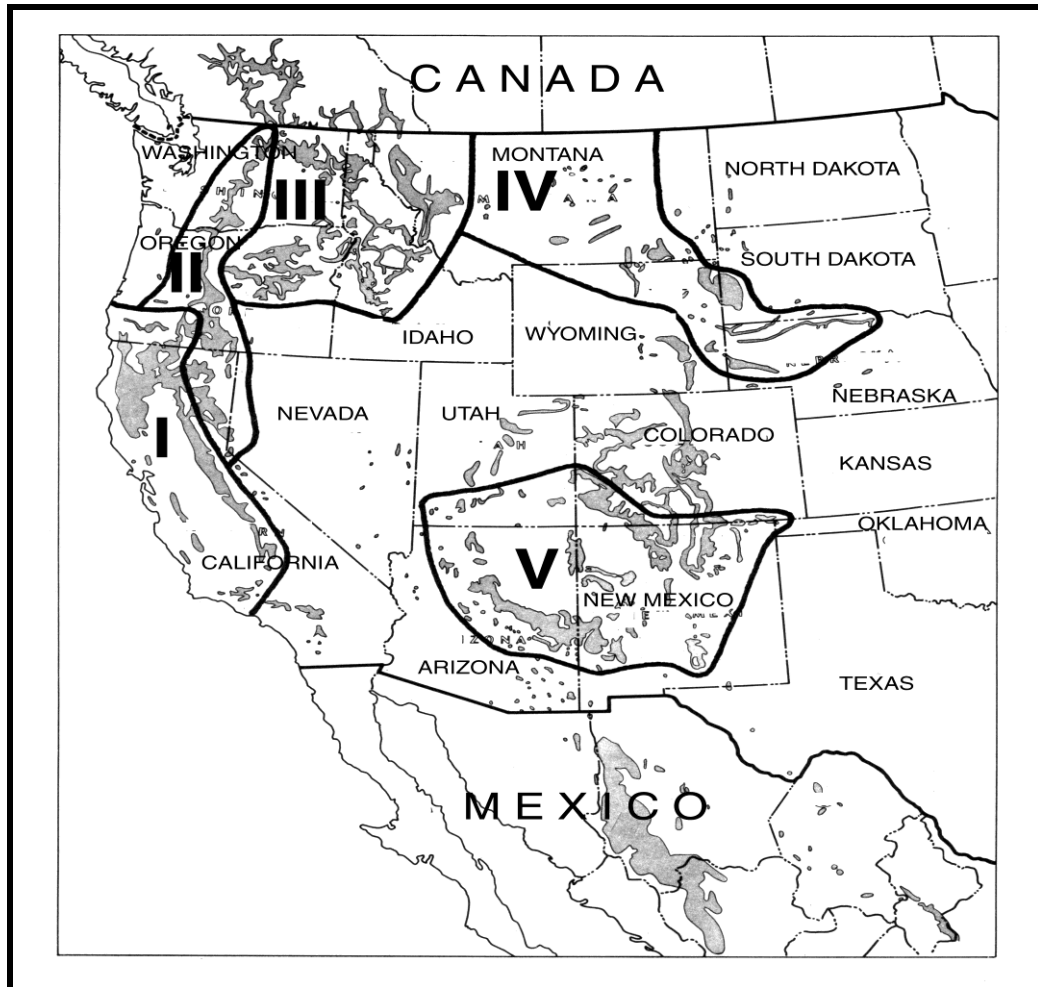 CANADA
WASHINGTON
MONTANA
NORTH DAKOTA
III
IV
OREGON
II
SOUTH DAKOTA
IDAHO
WYOMING
NEBRASKA
NEVADA
UTAH
COLORADO
I
KANSAS
OKLAHOMA
CALIFORNIA
V
NEW MEXICO
ARIZONA
TEXAS
MEXICO